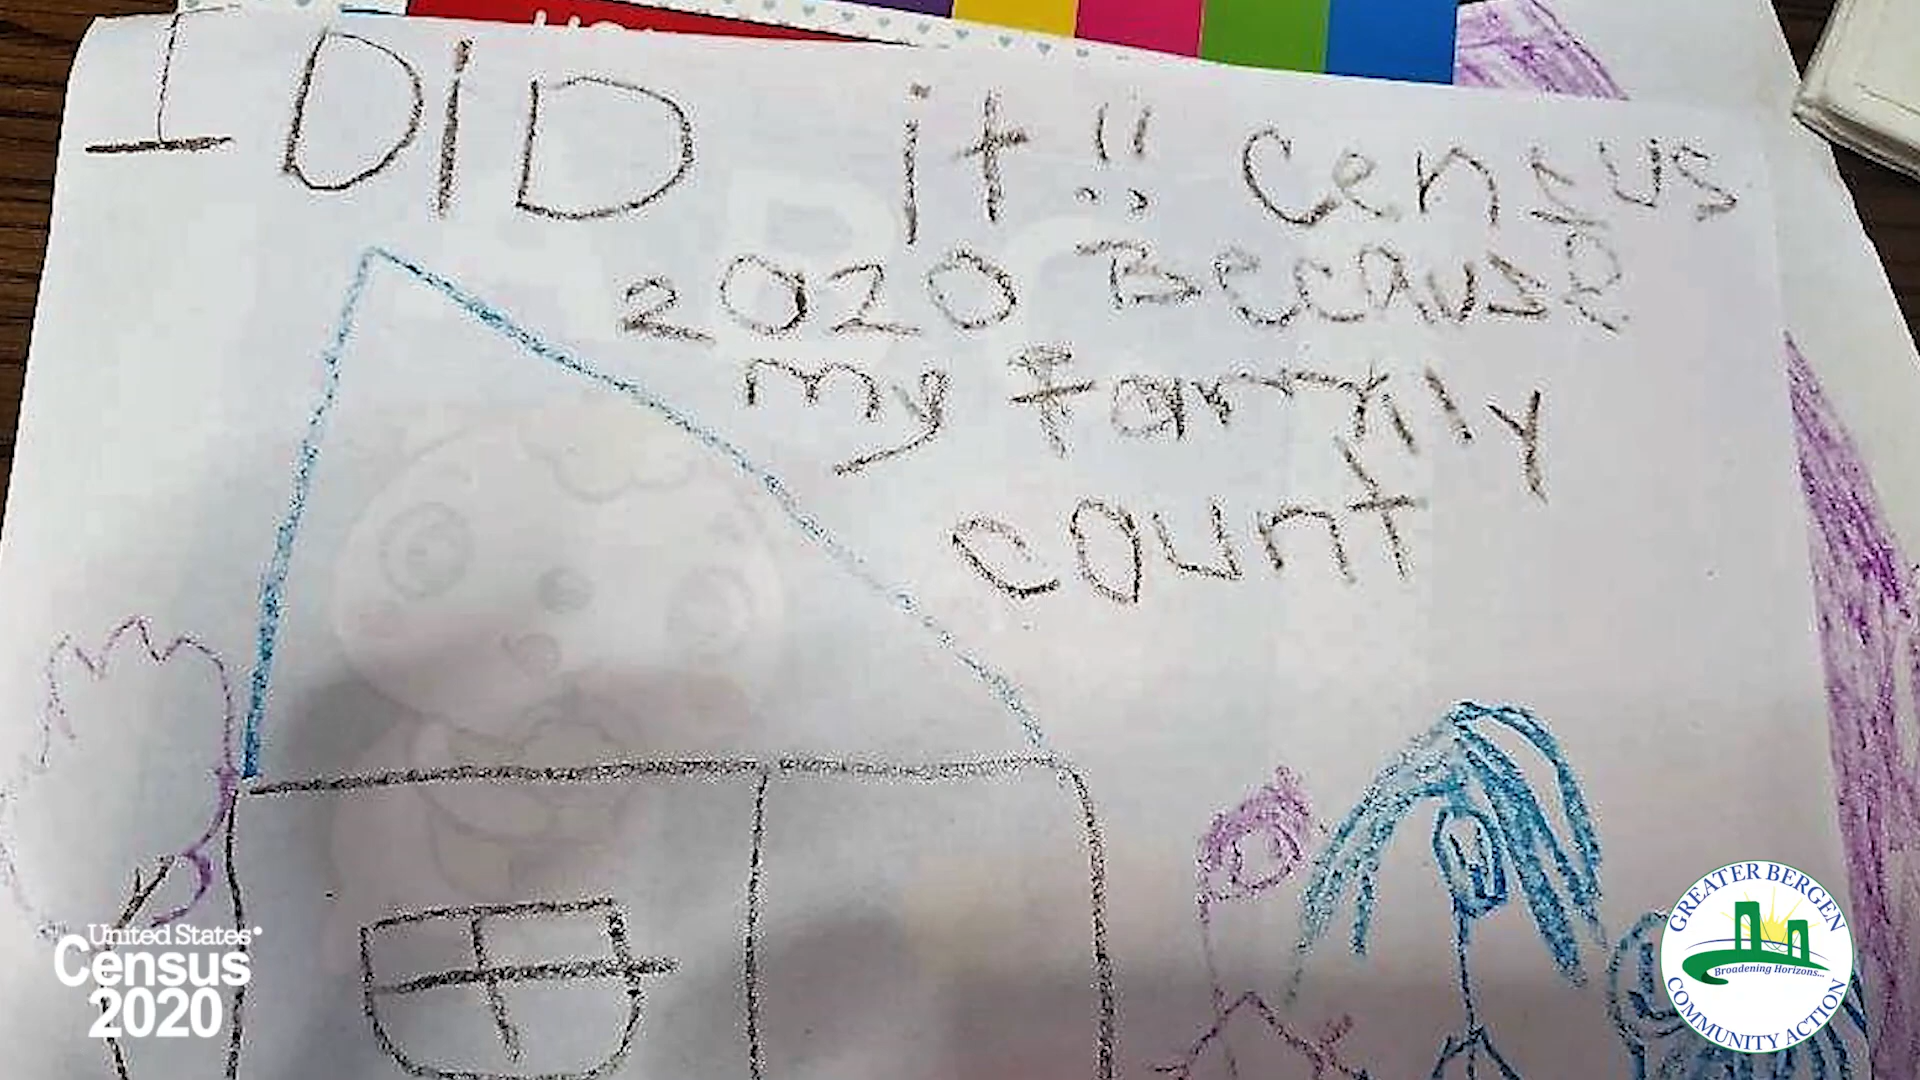 I DID it!! census
2020 Because
my family
count
United States®
Census
2020
GREATER BERGEN
Broadening Horizons...
COMMUNITY ACTION